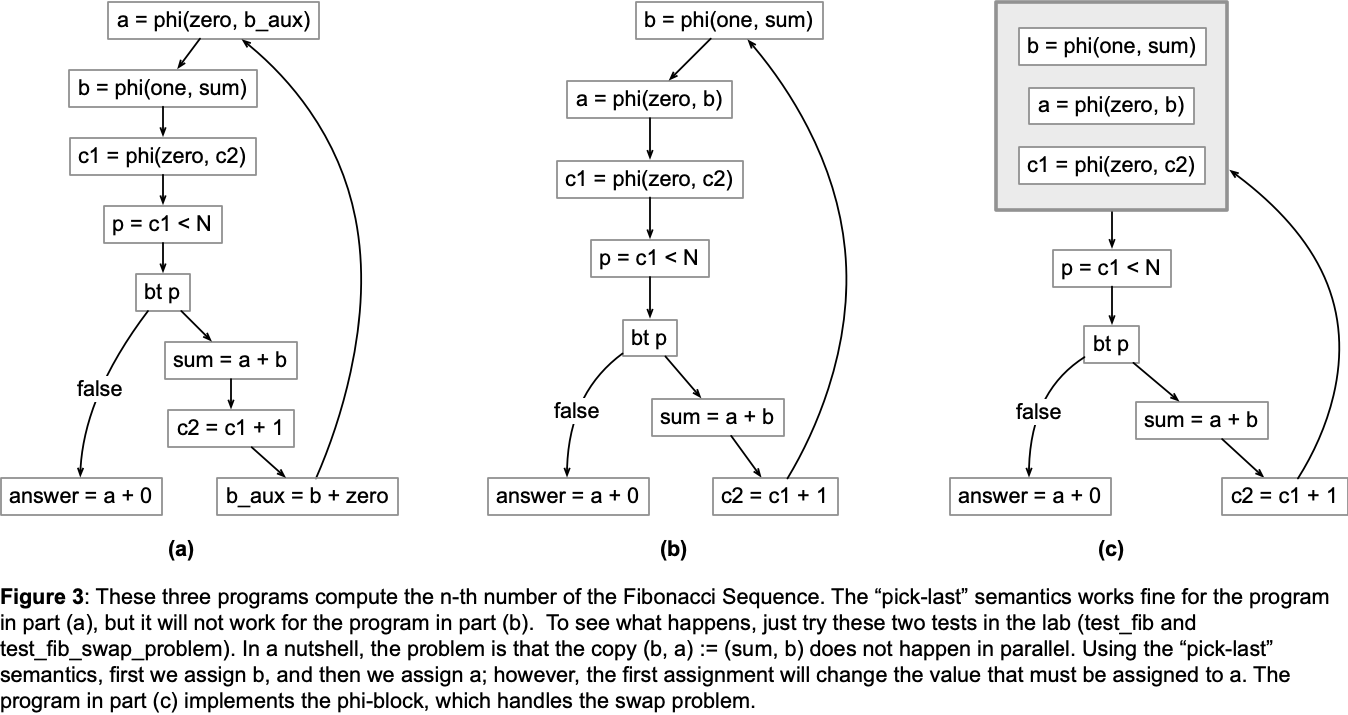 a = phi(zero, b_aux)
b = phi(one, sum)
c1 = phi(zero, c2)
p = c1 < N
bt p
sum = a + b
false
c2 = c1 + 1
answer = a + 0
b_aux = b + zero
(a)
b = phi(one, sum)
a = phi(zero, b)
c1 = phi(zero, c2)
p = c1 < N
bt p
false
sum = a + b
answer = a + 0
c2 = c1 + 1
(b)
b = phi(one, sum)
a = phi(zero, b)
c1 = phi(zero, c2)
p = c1 < N
bt p
false
sum = a + b
answer = a + 0
c2 = c1 + 1
(c)
Figure 3: These three programs compute the n-th number of the Fibonacci Sequence. The “pick-last” semantics works fine for the program
in part (a), but it will not work for the program in part (b). To see what happens, just try these two tests in the lab (test_fib and
test_fib_swap_problem). In a nutshell, the problem is that the copy (b, a) := (sum, b) does not happen in parallel. Using the “pick-last”
semantics, first we assign b, and then we assign a; however, the first assignment will change the value that must be assigned to a. The
program in part (c) implements the phi-block, which handles the swap problem.